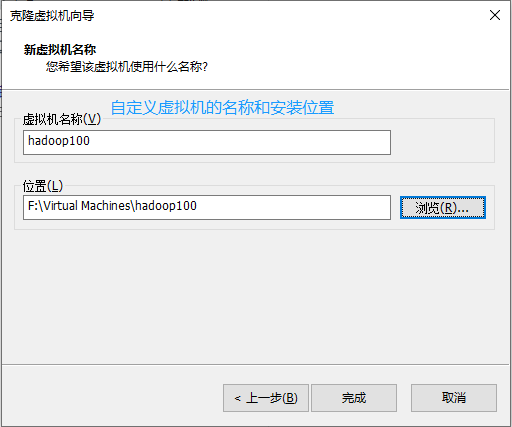 克隆虚拟机向导
新虚拟机名称
您希望该虚拟机使用什么名称?
自定义虚拟机的名称和安装位置
虚拟机名称(V)
hadoop100
位置(L)
F:\Virtual Machines\hadoop100
浏览(R)...
< 上一步(B)
完成
取消